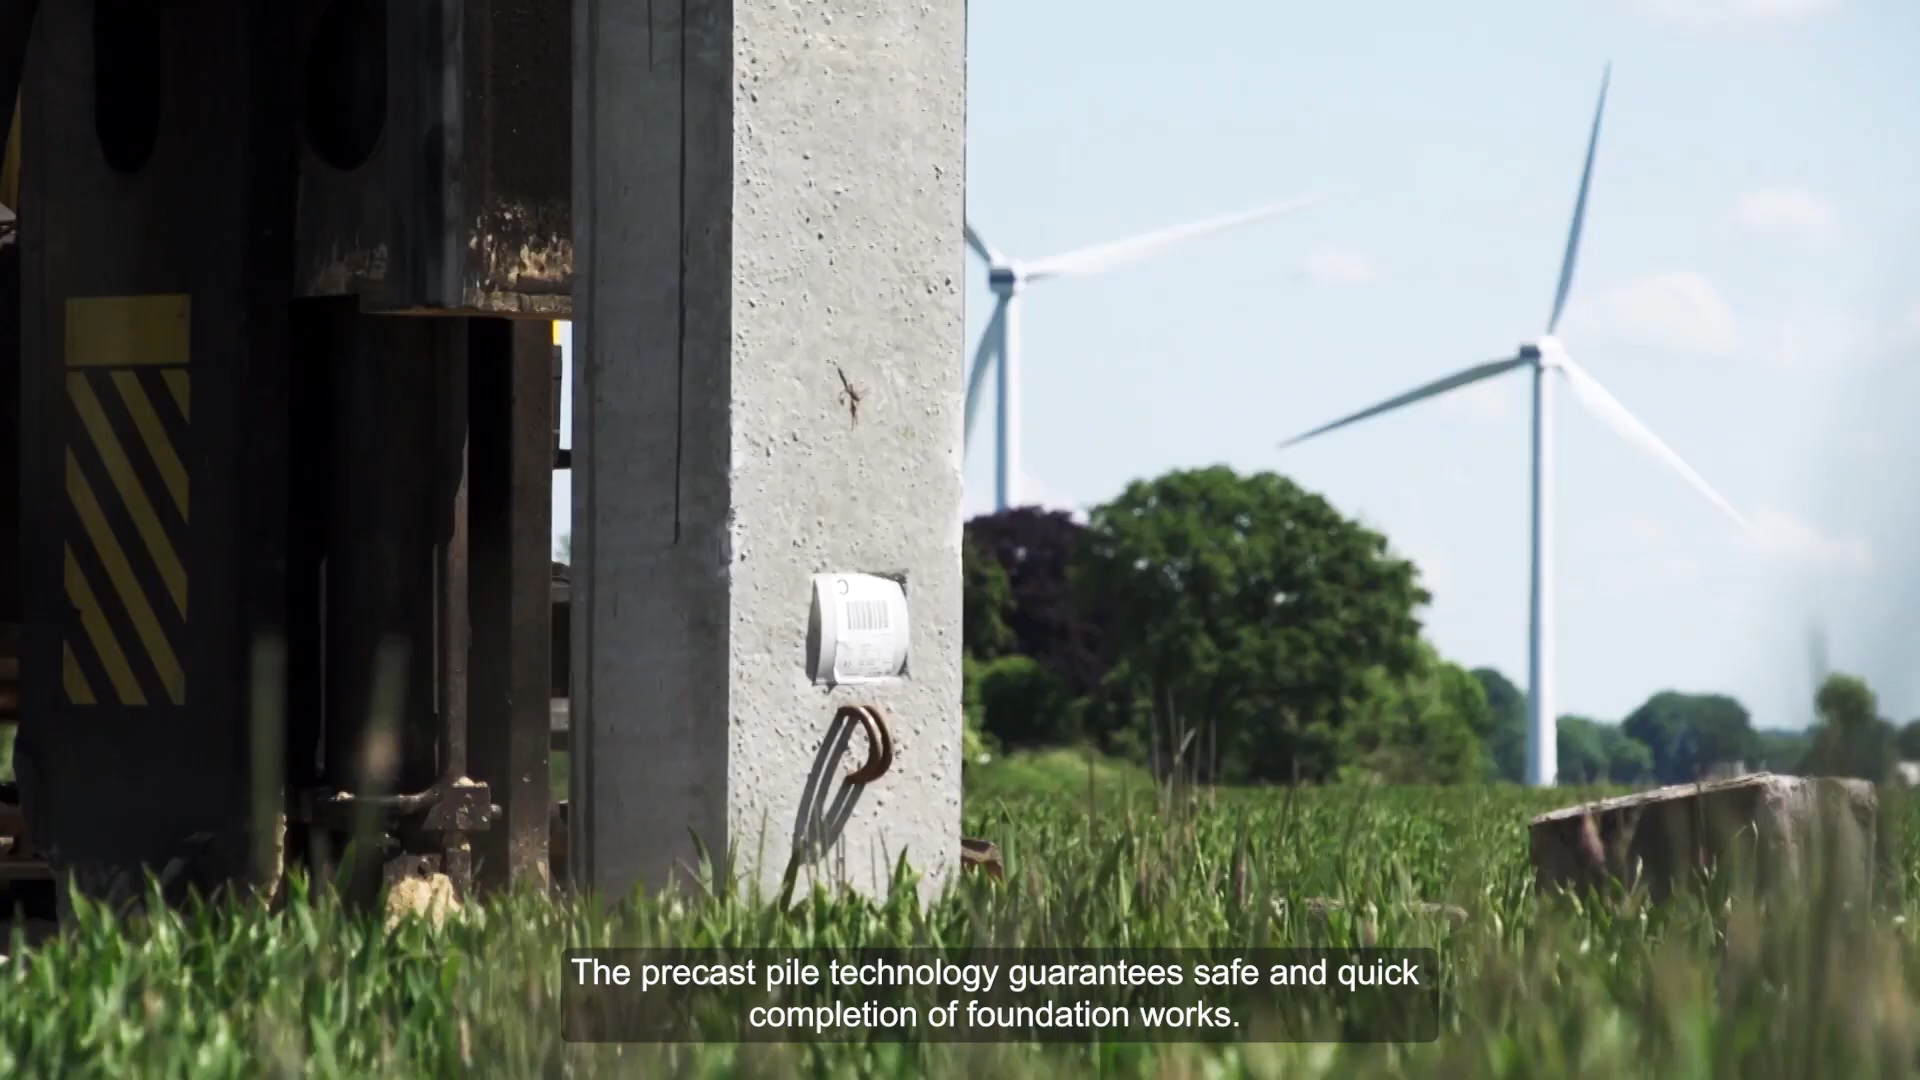 The precast pile technology guarantees safe and quick
completion of foundation works.